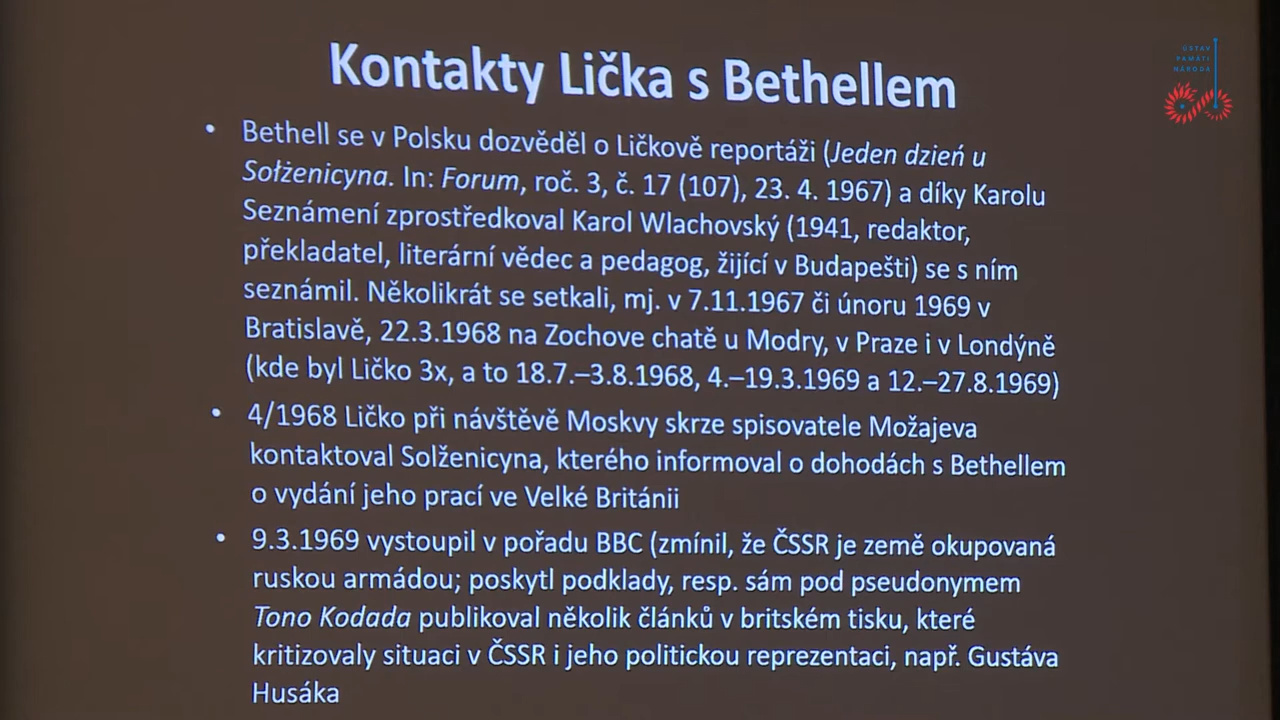 Kontakty Lička s Bethellem
ÚSTAV
PAMÄTI
NÁRODA
• Bethell se v Polsku dozvěděl o Ličkově reportáži (Jeden dzień u
Sołżenicyna. In: Forum, roč. 3, č. 17 (107), 23. 4. 1967) a díky Karolu
Seznámení zprostředkoval Karol Wlachovský (1941, redaktor,
překladatel, literární vědec a pedagog, žijící v Budapešti) se s ním
seznámil. Několikrát se setkali, mj. v 7.11.1967 či únoru 1969 v
Bratislavě, 22.3.1968 na Zochove chatě u Modry, v Praze i v Londýně
(kde byl Ličko 3x, a to 18.7.–3.8.1968, 4.–19.3.1969 a 12.–27.8.1969)
• 4/1968 Ličko při návštěvě Moskvy skrze spisovatele Možajeva
kontaktoval Solženicyna, kterého informoval o dohodách s Bethellem
o vydání jeho prací ve Velké Británii
• 9.3.1969 vystoupil v pořadu BBC (zmínil, že ČSSR je země okupovaná
ruskou armádou; poskytl podklady, resp. sám pod pseudonymem
Tono Kodada publikoval několik článků v britském tisku, které
kritizovaly situaci v ČSSR i jeho politickou reprezentaci, např. Gustáva
Husáka